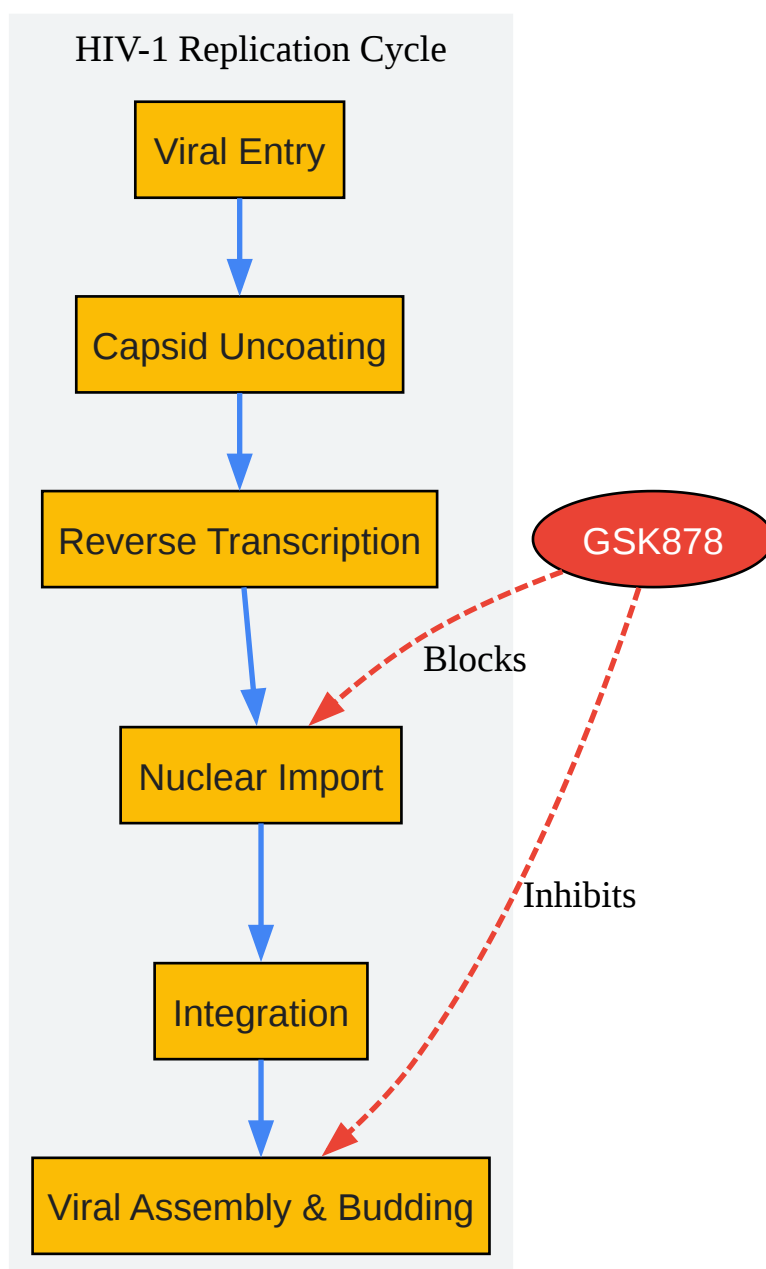 HIV-1 Replication Cycle
Viral Entry
Capsid Uncoating
Reverse Transcription
GSK878
Blocks
Nuclear Import
Inhibits
Integration
Viral Assembly & Budding